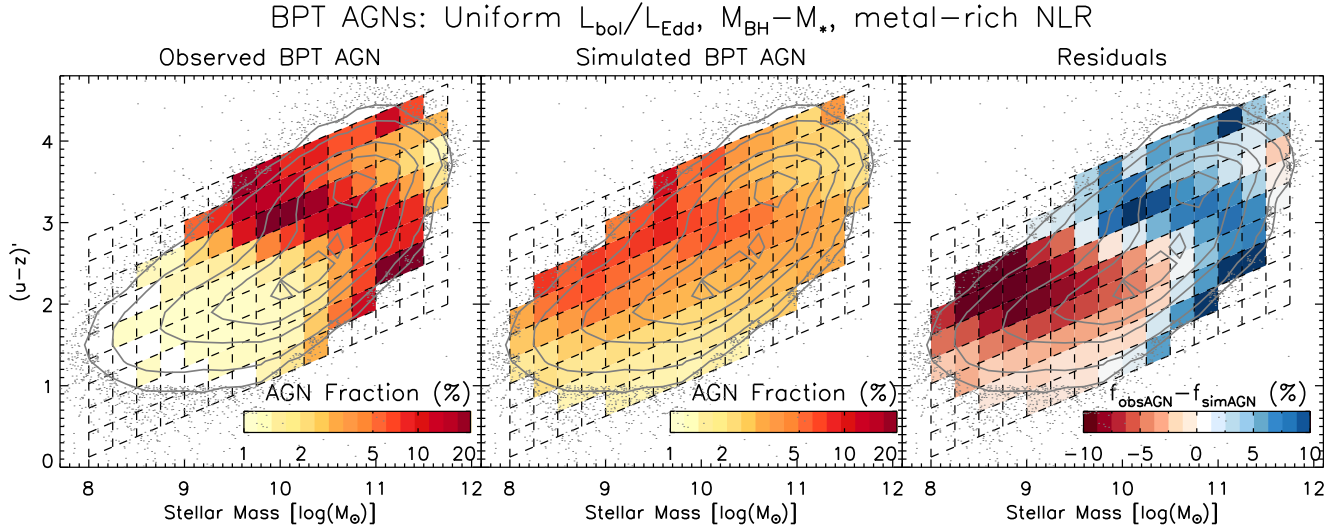 BPT AGNs: Uniform L_bol/L_Edd, M_BH−M_*, metal-rich NLR
Observed BPT AGN
Simulated BPT AGN
Residuals
(u−z)'
4
3
2
1
0
AGN Fraction (%)
1 2 5 10 20
AGN Fraction (%)
1 2 5 10 20
f_obsAGN−f_simAGN (%)
−10 −5 0 5 10
8 9 10 11 12
8 9 10 11 12
8 9 10 11 12
Stellar Mass [log(M_⊙)]
Stellar Mass [log(M_⊙)]
Stellar Mass [log(M_⊙)]